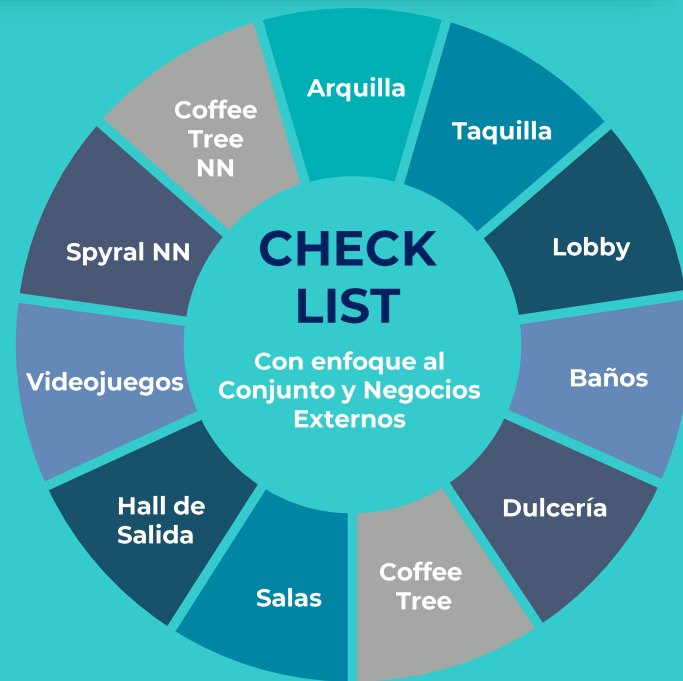 CHECK
LIST
Con enfoque al
Conjunto y Negocios
Externos
Arquilla
Taquilla
Lobby
Baños
Dulcería
Coffee
Tree
Salas
Hall de
Salida
Videojuegos
Spyral NN
Coffee
Tree
NN